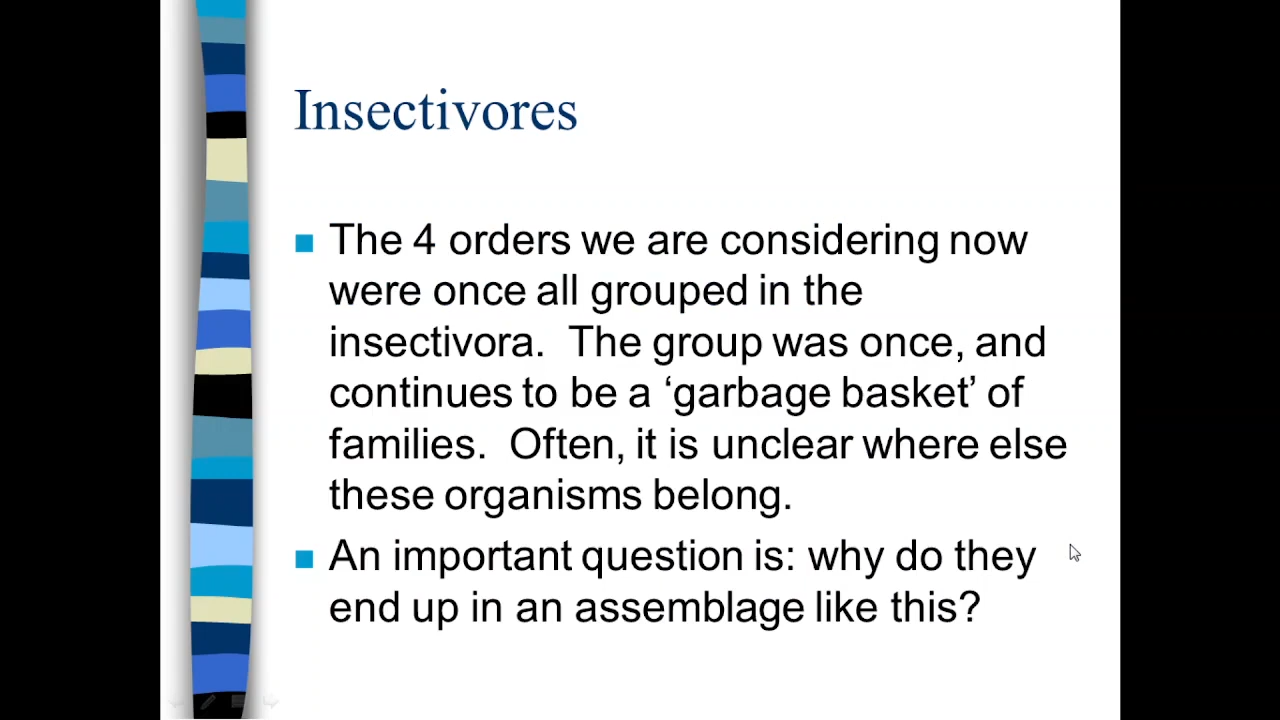 Insectivores
The 4 orders we are considering now
were once all grouped in the
insectivora.  The group was once, and
continues to be a ‘garbage basket’ of
families.  Often, it is unclear where else
these organisms belong.
An important question is: why do they
end up in an assemblage like this?